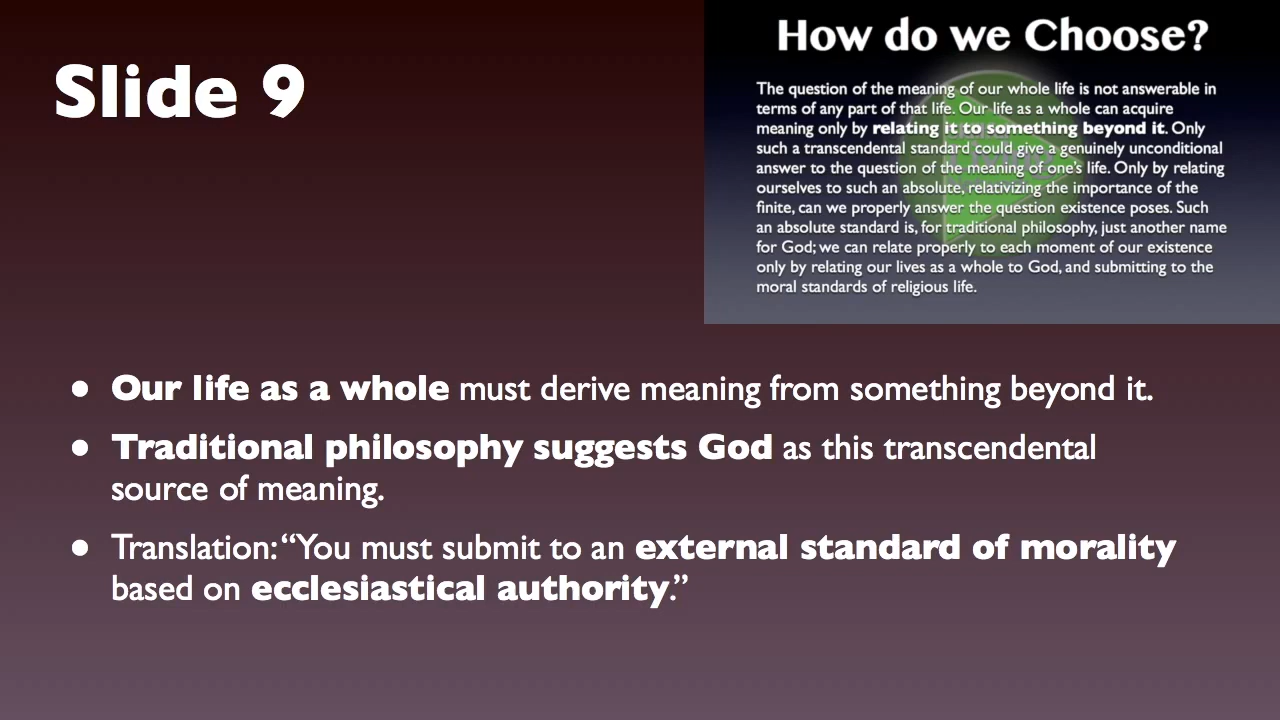 Slide 9
How do we Choose?
The question of the meaning of our whole life is not answerable in
terms of any part of that life. Our life as a whole can acquire
meaning only by relating it to something beyond it. Only
such a transcendental standard could give a genuinely unconditional
answer to the question of the meaning of one's life. Only by relating
ourselves to such an absolute, relativizing the importance of the
finite, can we properly answer the question existence poses. Such
an absolute standard is, for traditional philosophy, just another name
for God; we can relate properly to each moment of our existence
only by relating our lives as a whole to God, and submitting to the
moral standards of religious life.
• Our life as a whole must derive meaning from something beyond it.
• Traditional philosophy suggests God as this transcendental
source of meaning.
• Translation: “You must submit to an external standard of morality
based on ecclesiastical authority.”